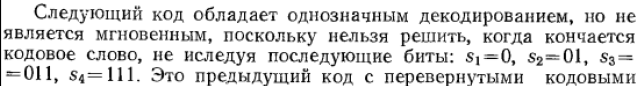 Следующий код обладает однозначным декодированием, но не
является мгновенным, поскольку нельзя решить, когда кончается
кодовое слово, не иследуя последующие биты: s₁=0, s₂=01, s₃=
=011, s₄=111. Это предыдущий код с перевернутыми кодовыми